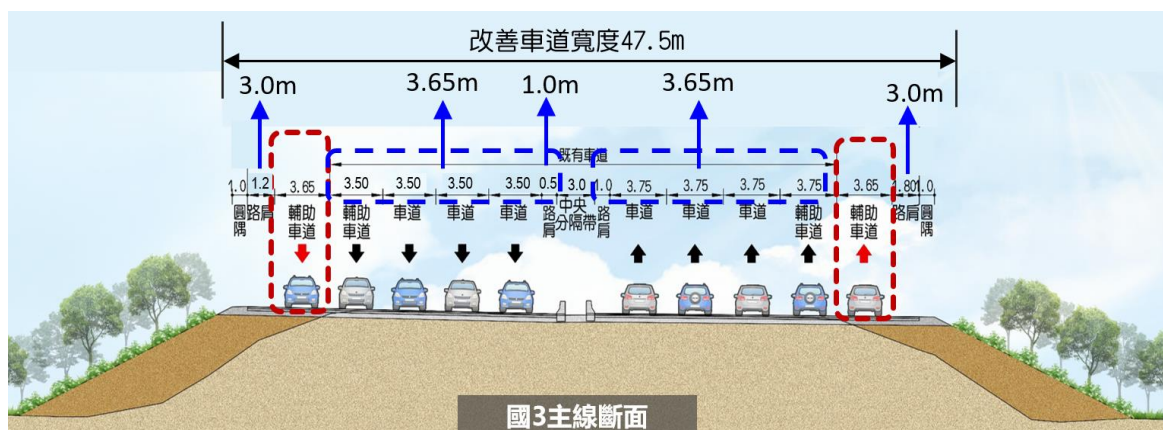 改善車道寬度47.5m
3.0m 3.65m 1.0m 3.65m 3.0m
既有車道
1.0 1.2 3.65 3.50 3.50 3.50 3.50 0.5 3.0 1.0 3.75 3.75 3.75 3.75 3.65 1.80 1.0
圓隅 路肩 輔助車道 輔助車道 車道 車道 車道 路肩 中央分隔帶 路肩 車道 車道 車道 輔助車道 輔助車道 路肩 圓隅
國3主線斷面